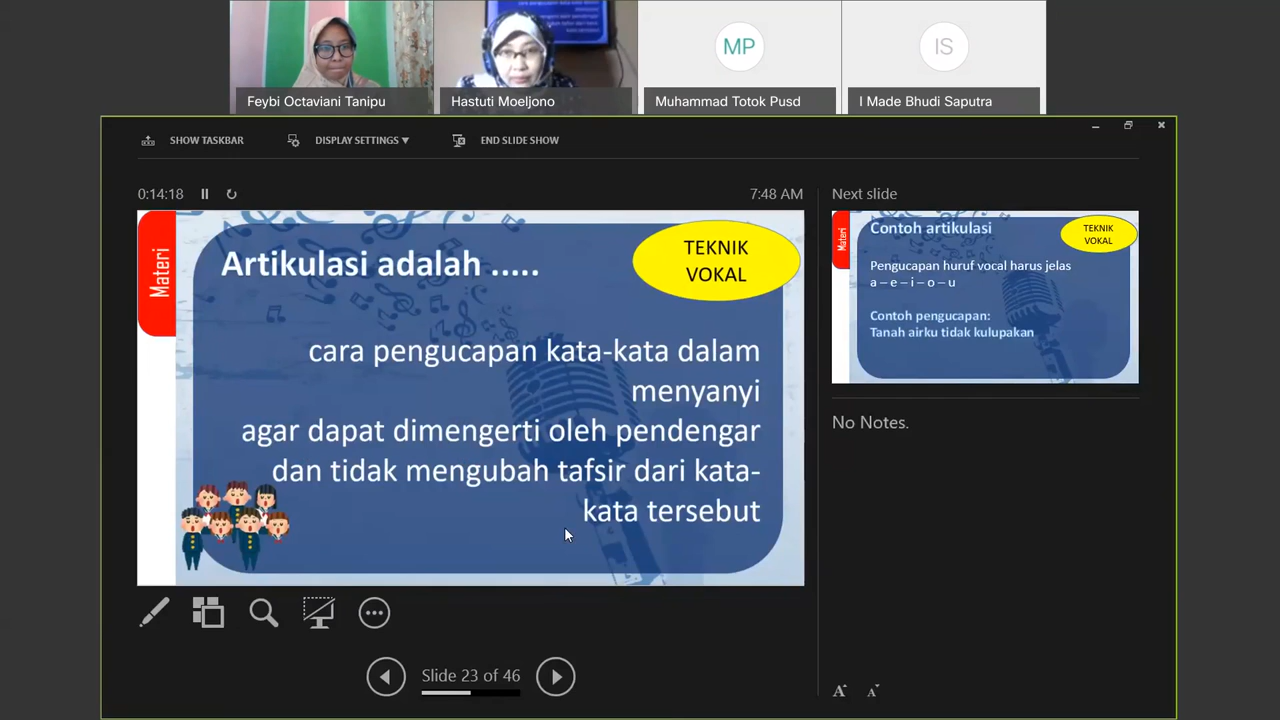 MP
IS
Feybi Octaviani Tanipu
Hastuti Moeljono
Muhammad Totok Pusd
I Made Bhudi Saputra
SHOW TASKBAR
DISPLAY SETTINGS ▾
END SLIDE SHOW
0:14:18
7:48 AM
Materi
Artikulasi adalah .....
TEKNIK
VOKAL
cara pengucapan kata-kata dalam
menyanyi
agar dapat dimengerti oleh pendengar
dan tidak mengubah tafsir dari kata-
kata tersebut
Slide 23 of 46
Next slide
Materi
Contoh artikulasi
TEKNIK
VOKAL
Pengucapan huruf vocal harus jelas
a – e – i – o – u
Contoh pengucapan:
Tanah airku tidak kulupakan
No Notes.
A A